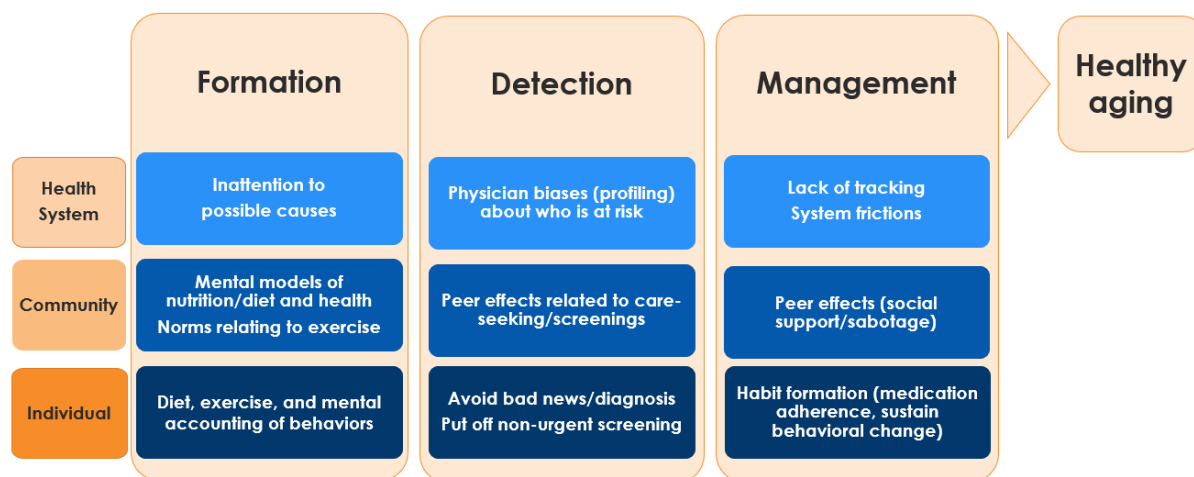 Formation
Detection
Management
Healthy
aging
Health
System
Inattention to
possible causes
Physician biases (profiling)
about who is at risk
Lack of tracking
System frictions
Community
Mental models of
nutrition/diet and health
Norms relating to exercise
Peer effects related to care-
seeking/screenings
Peer effects (social
support/sabotage)
Individual
Diet, exercise, and mental
accounting of behaviors
Avoid bad news/diagnosis
Put off non-urgent screening
Habit formation (medication
adherence, sustain
behavioral change)